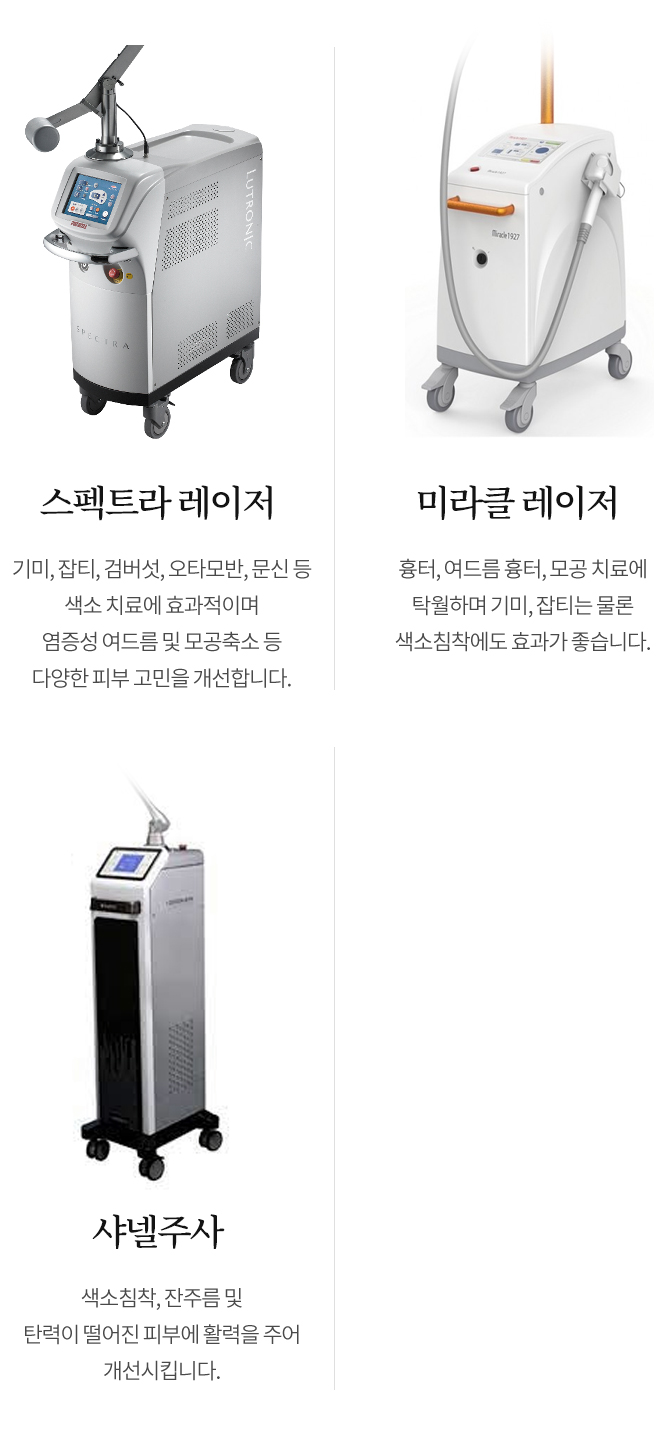 LUTRONIC
SPECTRA
스펙트라 레이저
기미, 잡티, 검버섯, 오타모반, 문신 등
색소 치료에 효과적이며
염증성 여드름 및 모공축소 등
다양한 피부 고민을 개선합니다.
Miracle1927
미라클 레이저
흉터, 여드름 흉터, 모공 치료에
탁월하며 기미, 잡티는 물론
색소침착에도 효과가 좋습니다.
샤넬주사
색소침착, 잔주름 및
탄력이 떨어진 피부에 활력을 주어
개선시킵니다.